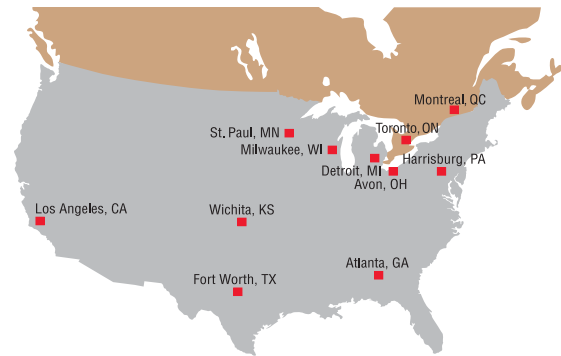 Montreal, QC
St. Paul, MN
Toronto, ON
Milwaukee, WI
Harrisburg, PA
Detroit, MI
Avon, OH
Los Angeles, CA
Wichita, KS
Atlanta, GA
Fort Worth, TX